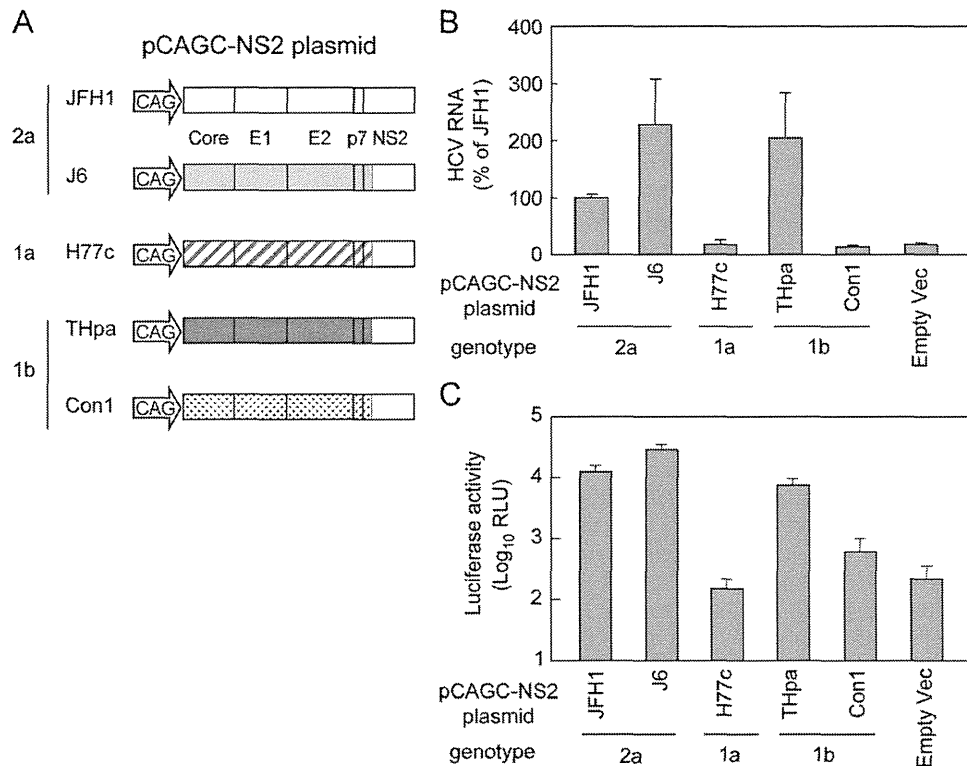 A
pCAGC-NS2 plasmid
2a
JFH1
CAG
Core E1 E2 p7 NS2
J6
CAG
1a
H77c
CAG
1b
THpa
CAG
Con1
CAG
B
HCV RNA
(% of JFH1)
400
300
200
100
0
pCAGC-NS2
plasmid
JFH1
J6
H77c
THpa
Con1
Empty Vec
genotype
2a
1a
1b
C
Luciferase activity
(Log10 RLU)
5
4
3
2
1
pCAGC-NS2
plasmid
JFH1
J6
H77c
THpa
Con1
Empty Vec
genotype
2a
1a
1b